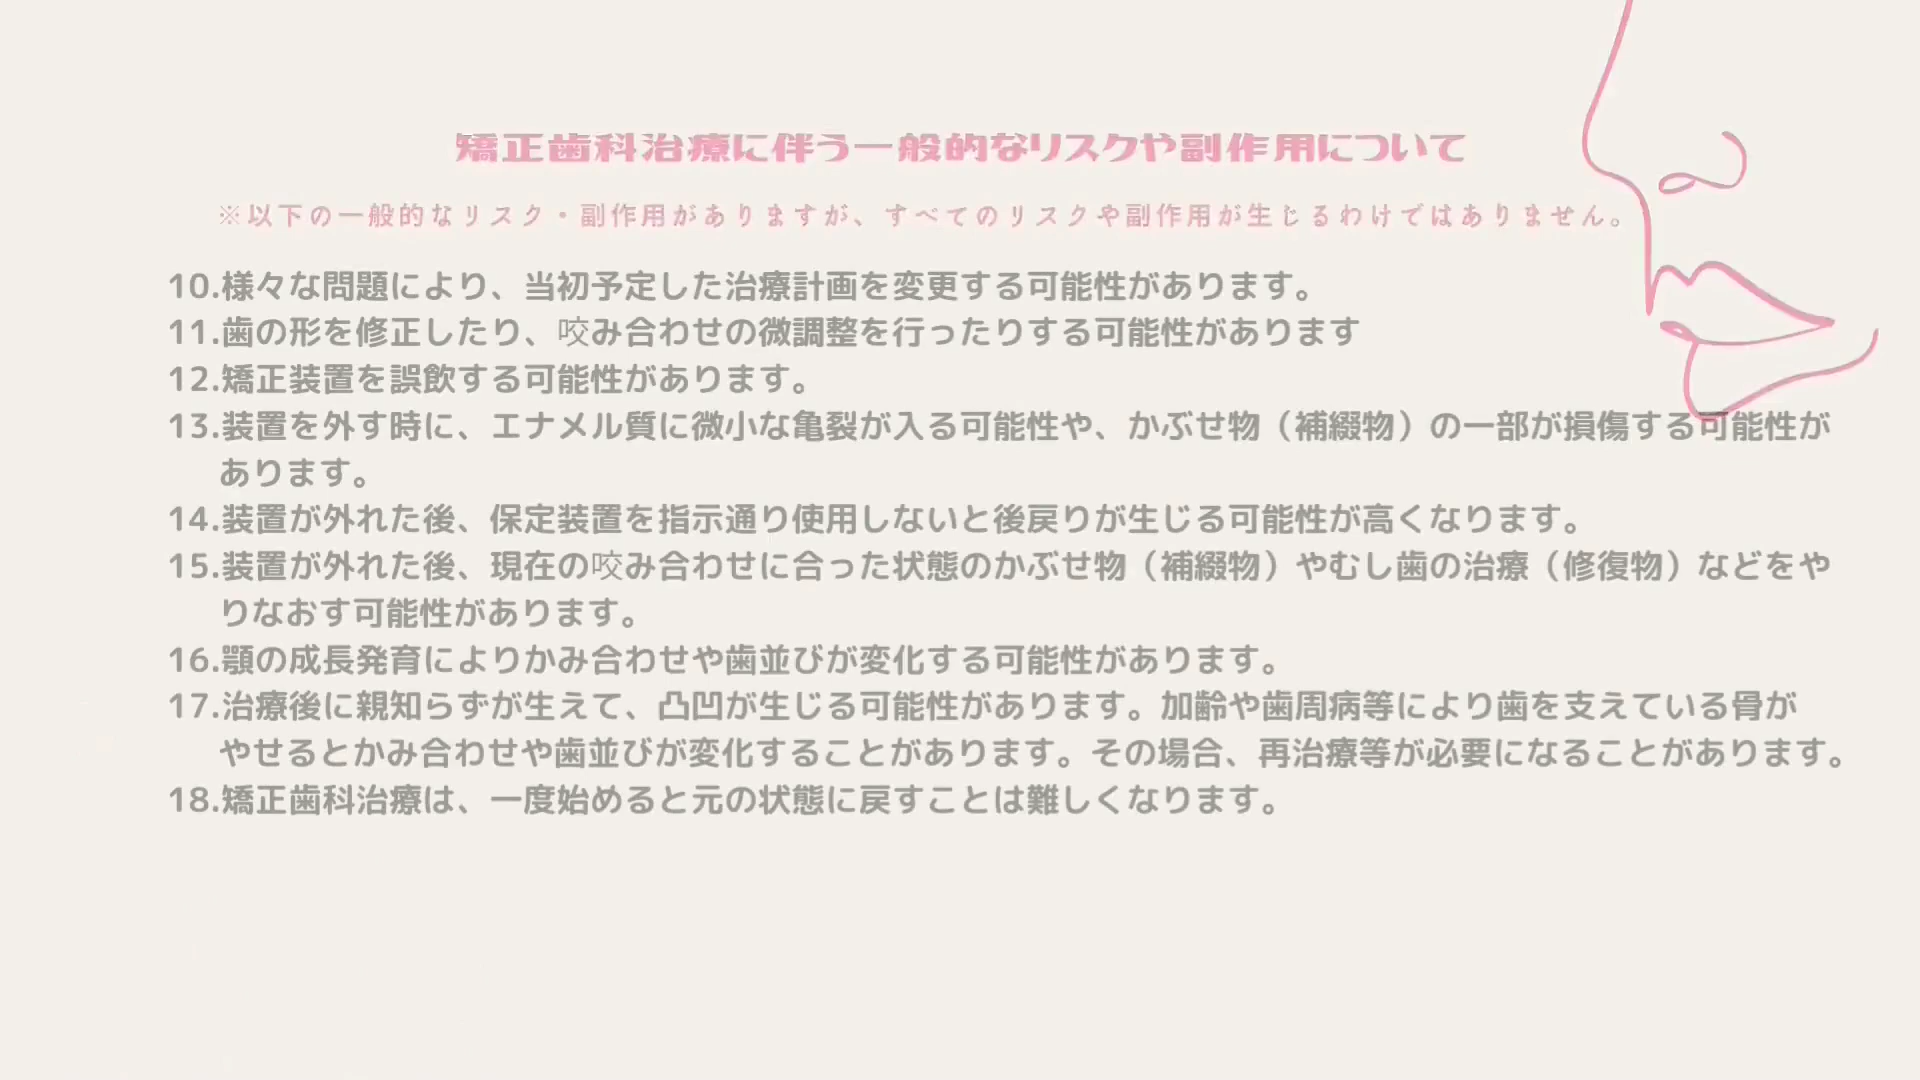 矯正歯科治療に伴う一般的なリスクや副作用について
※以下の一般的なリスク・副作用がありますが、すべてのリスクや副作用が生じるわけではありません。
10.様々な問題により、当初予定した治療計画を変更する可能性があります。
11.歯の形を修正したり、咬み合わせの微調整を行ったりする可能性があります
12.矯正装置を誤飲する可能性があります。
13.装置を外す時に、エナメル質に微小な亀裂が入る可能性や、かぶせ物（補綴物）の一部が損傷する可能性が
あります。
14.装置が外れた後、保定装置を指示通り使用しないと後戻りが生じる可能性が高くなります。
15.装置が外れた後、現在の咬み合わせに合った状態のかぶせ物（補綴物）やむし歯の治療（修復物）などをや
りなおす可能性があります。
16.顎の成長発育によりかみ合わせや歯並びが変化する可能性があります。
17.治療後に親知らずが生えて、凸凹が生じる可能性があります。加齢や歯周病等により歯を支えている骨が
やせるとかみ合わせや歯並びが変化することがあります。その場合、再治療等が必要になることがあります。
18.矯正歯科治療は、一度始めると元の状態に戻すことは難しくなります。